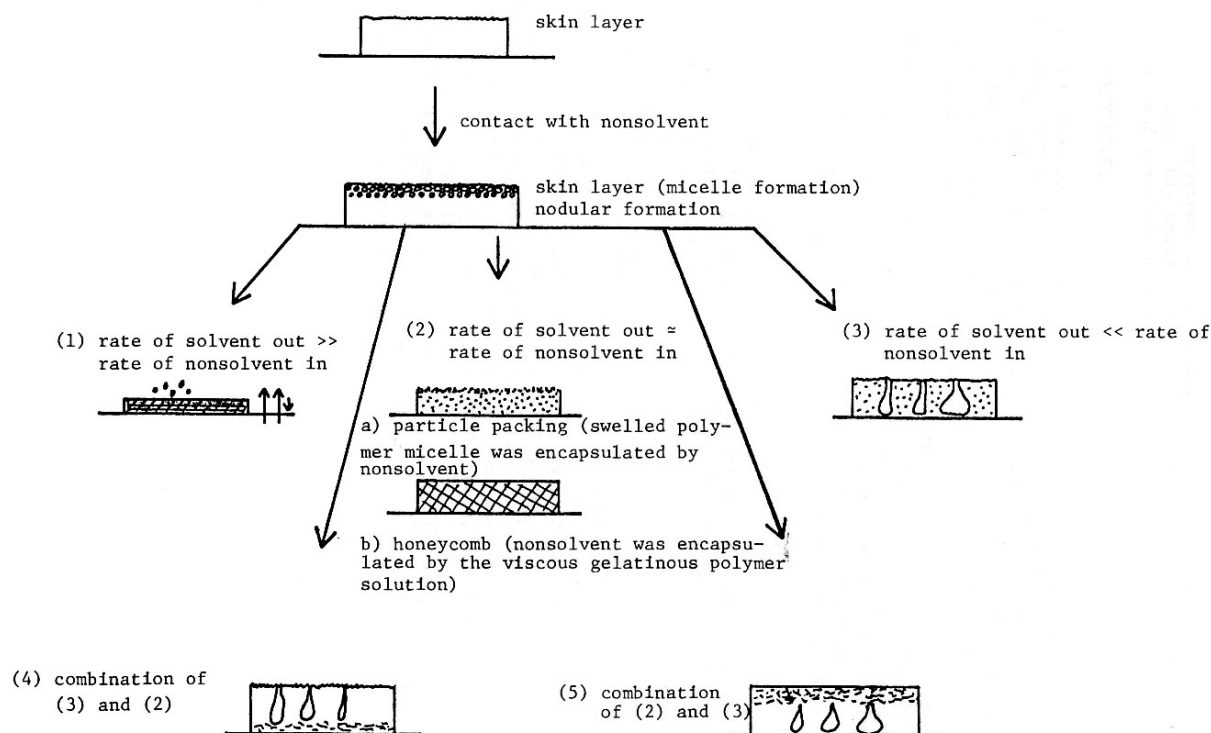 skin layer
contact with nonsolvent
skin layer (micelle formation)
nodular formation
(1) rate of solvent out >>
rate of nonsolvent in
(2) rate of solvent out ≃
rate of nonsolvent in
(3) rate of solvent out << rate of
nonsolvent in
a) particle packing (swelled poly-
mer micelle was encapsulated by
nonsolvent)
b) honeycomb (nonsolvent was encapsu-
lated by the viscous gelatinous polymer
solution)
(4) combination of
(3) and (2)
(5) combination
of (2) and (3)